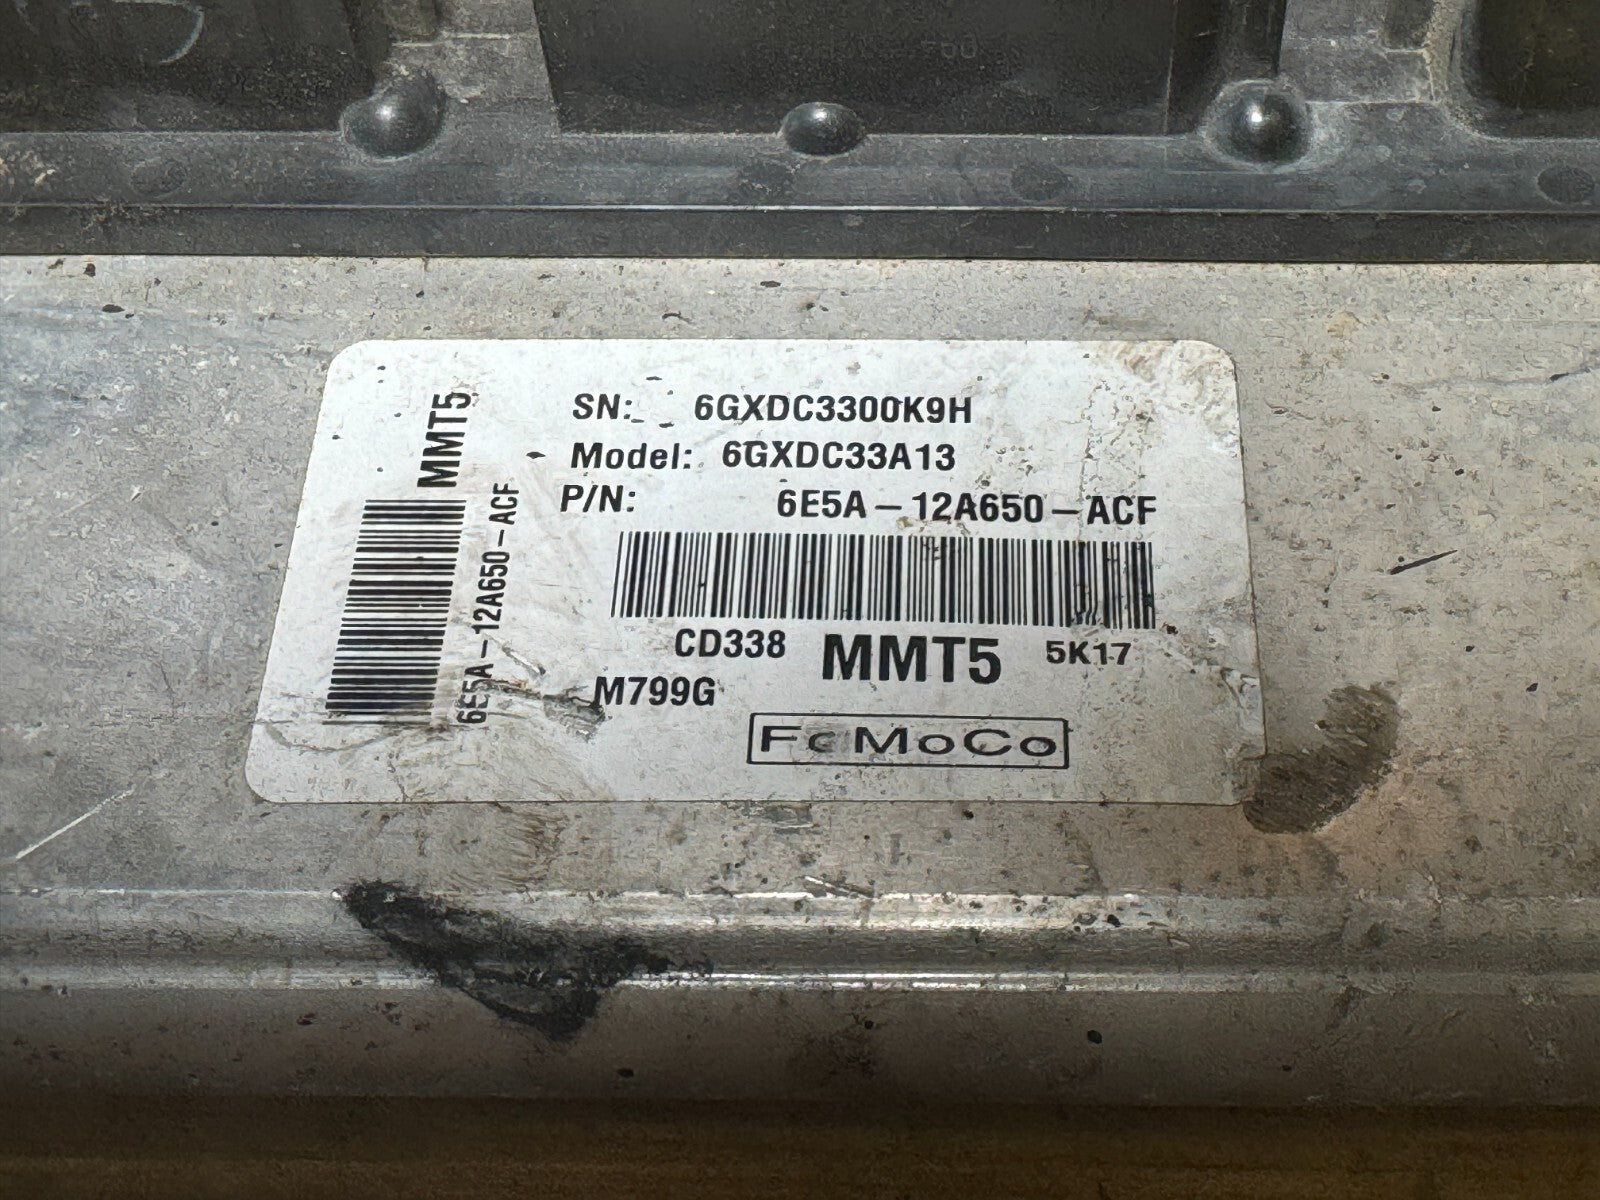 MMT5
6E5A-12A650-ACF
SN: 6GXDC3300K9H
Model: 6GXDC33A13
P/N: 6E5A-12A650-ACF
CD338 MMT5 5K17
M799G
FoMoCo